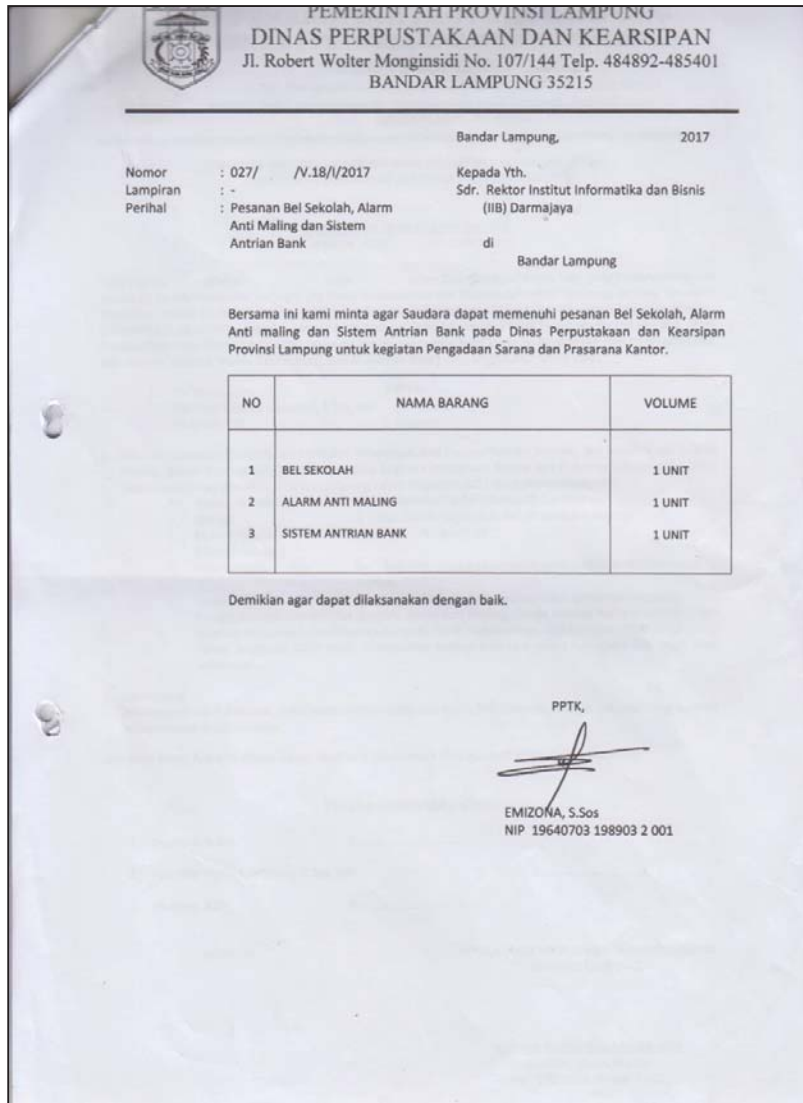 PEMERINTAH PROVINSI LAMPUNG
DINAS PERPUSTAKAAN DAN KEARSIPAN
Jl. Robert Wolter Monginsidi No. 107/144 Telp. 484892-485401
BANDAR LAMPUNG 35215
Bandar Lampung, 2017
Nomor : 027/ /V.18/I/2017
Lampiran : -
Perihal : Pesanan Bel Sekolah, Alarm
Anti Maling dan Sistem
Antrian Bank
Kepada Yth.
Sdr. Rektor Institut Informatika dan Bisnis
(IIB) Darmajaya
di
Bandar Lampung
Bersama ini kami minta agar Saudara dapat memenuhi pesanan Bel Sekolah, Alarm
Anti maling dan Sistem Antrian Bank pada Dinas Perpustakaan dan Kearsipan
Provinsi Lampung untuk kegiatan Pengadaan Sarana dan Prasarana Kantor.
NO NAMA BARANG VOLUME
1 BEL SEKOLAH 1 UNIT
2 ALARM ANTI MALING 1 UNIT
3 SISTEM ANTRIAN BANK 1 UNIT
Demikian agar dapat dilaksanakan dengan baik.
PPTK,
EMIZONA, S.Sos
NIP 19640703 198903 2 001